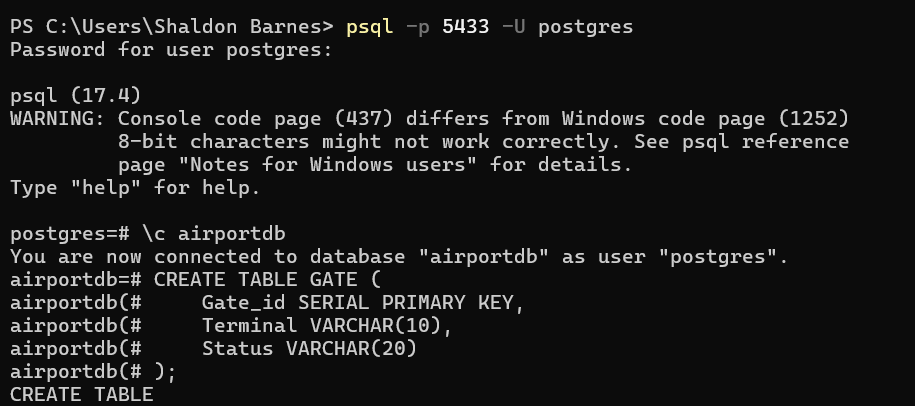 PS C:\Users\Shaldon Barnes> psql -p 5433 -U postgres
Password for user postgres:
psql (17.4)
WARNING: Console code page (437) differs from Windows code page (1252)
         8-bit characters might not work correctly. See psql reference
         page "Notes for Windows users" for details.
Type "help" for help.
postgres=# \c airportdb
You are now connected to database "airportdb" as user "postgres".
airportdb=# CREATE TABLE GATE (
airportdb(#     Gate_id SERIAL PRIMARY KEY,
airportdb(#     Terminal VARCHAR(10),
airportdb(#     Status VARCHAR(20)
airportdb(# );
CREATE TABLE